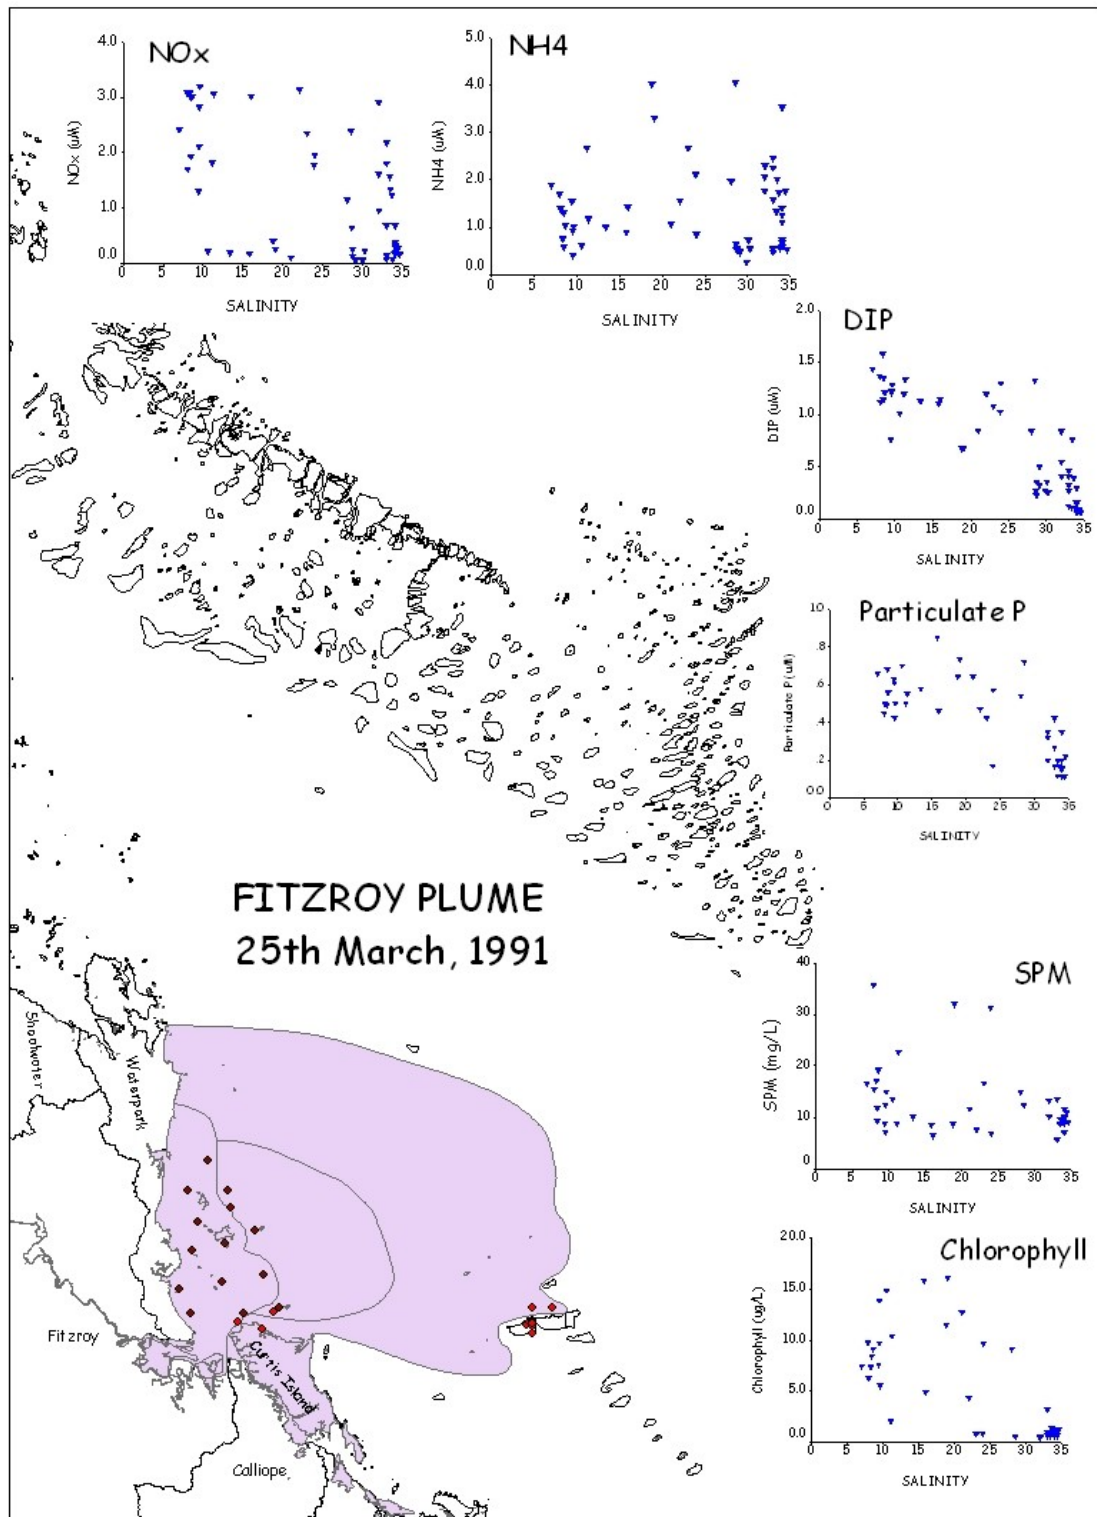 NOx
4.0
3.0
2.0
1.0
0.0
NOx (uM)
0 5 10 15 20 25 30 35
SALINITY
NH4
5.0
4.0
3.0
2.0
1.0
0.0
NH4 (uM)
0 5 10 15 20 25 30 35
SALINITY
DIP
2.0
1.5
1.0
.5
0.0
DIP (uM)
0 5 10 15 20 25 30 35
SALINITY
Particulate P
1.0
.8
.6
.4
.2
0.0
Particulate P (uM)
0 5 10 15 20 25 30 35
SALINITY
FITZROY PLUME
25th March, 1991
SPM
40
30
20
10
0
SPM (mg/L)
0 5 10 15 20 25 30 35
SALINITY
Chlorophyll
20.0
15.0
10.0
5.0
0.0
Chlorophyll (ug/L)
0 5 10 15 20 25 30 35
SALINITY
Shoalwater
Waterpark
Fitzroy
Curtis Island
Calliope